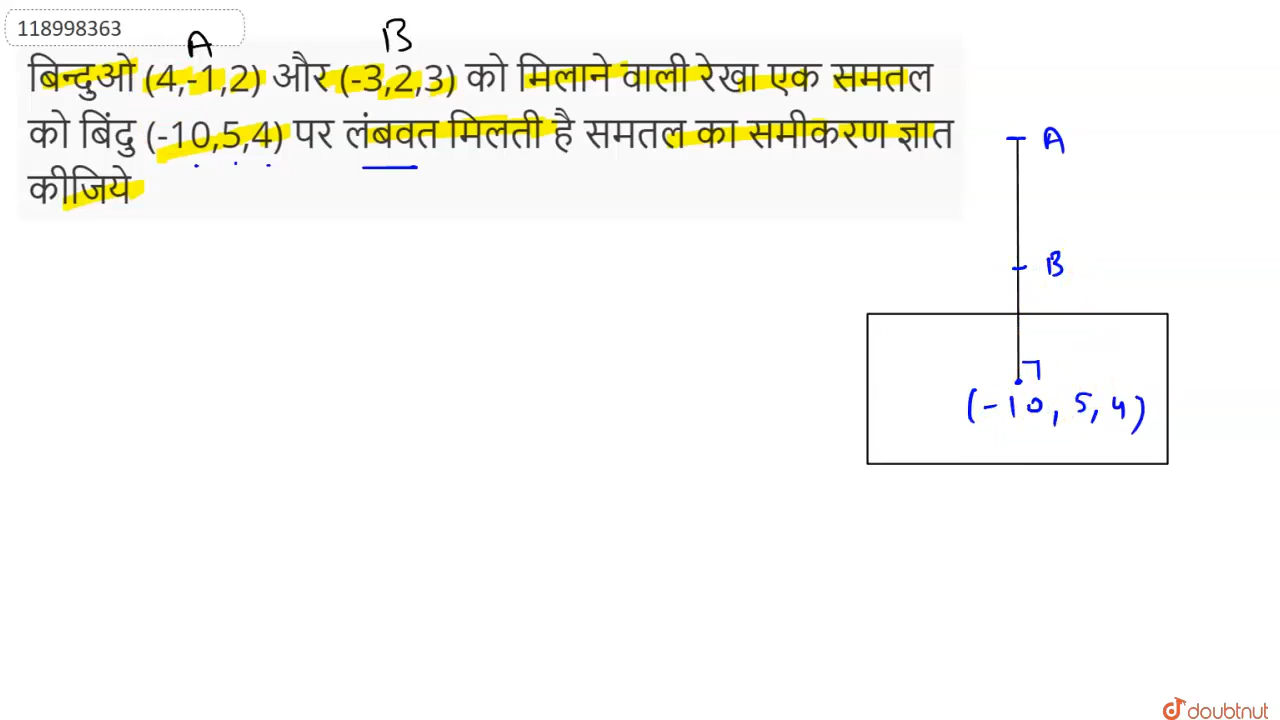 118998363
A B
बिन्दुओ (4,-1,2) और (-3,2,3) को मिलाने वाली रेखा एक समतल
को बिंदु (-10,5,4) पर लंबवत मिलती है समतल का समीकरण ज्ञात
कीजिये
A
B
(-10, 5, 4)
doubtnut